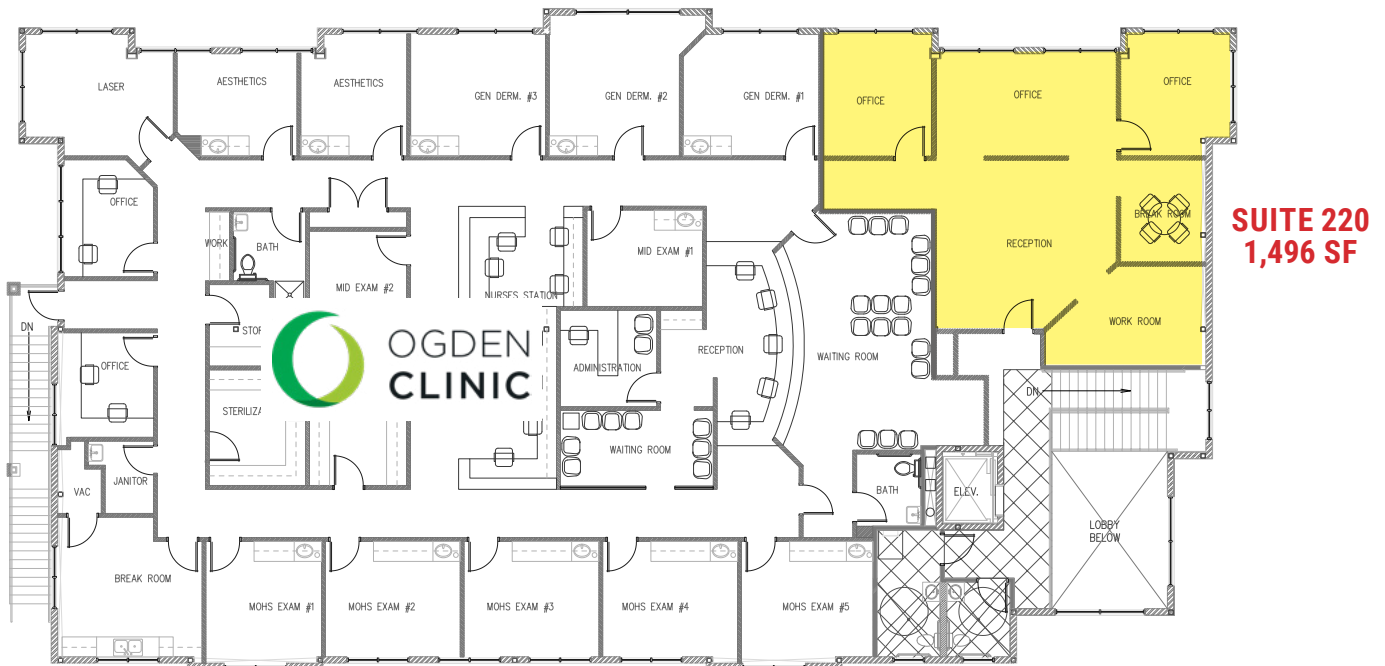 LASER
AESTHETICS
AESTHETICS
GEN DERM. #3
GEN DERM. #2
GEN DERM. #1
OFFICE
OFFICE
OFFICE
OFFICE
WORK
BATH
MID EXAM #2
NURSES STATION
MID EXAM #1
BREAK ROOM
RECEPTION
SUITE 220
1,496 SF
DN
STOR
OGDEN
CLINIC
ADMINISTRATION
RECEPTION
WAITING ROOM
WORK ROOM
OFFICE
STERILIZA
DN
WAITING ROOM
JANITOR
VAC
BATH
ELEV.
LOBBY
BELOW
BREAK ROOM
MOHS EXAM #1
MOHS EXAM #2
MOHS EXAM #3
MOHS EXAM #4
MOHS EXAM #5